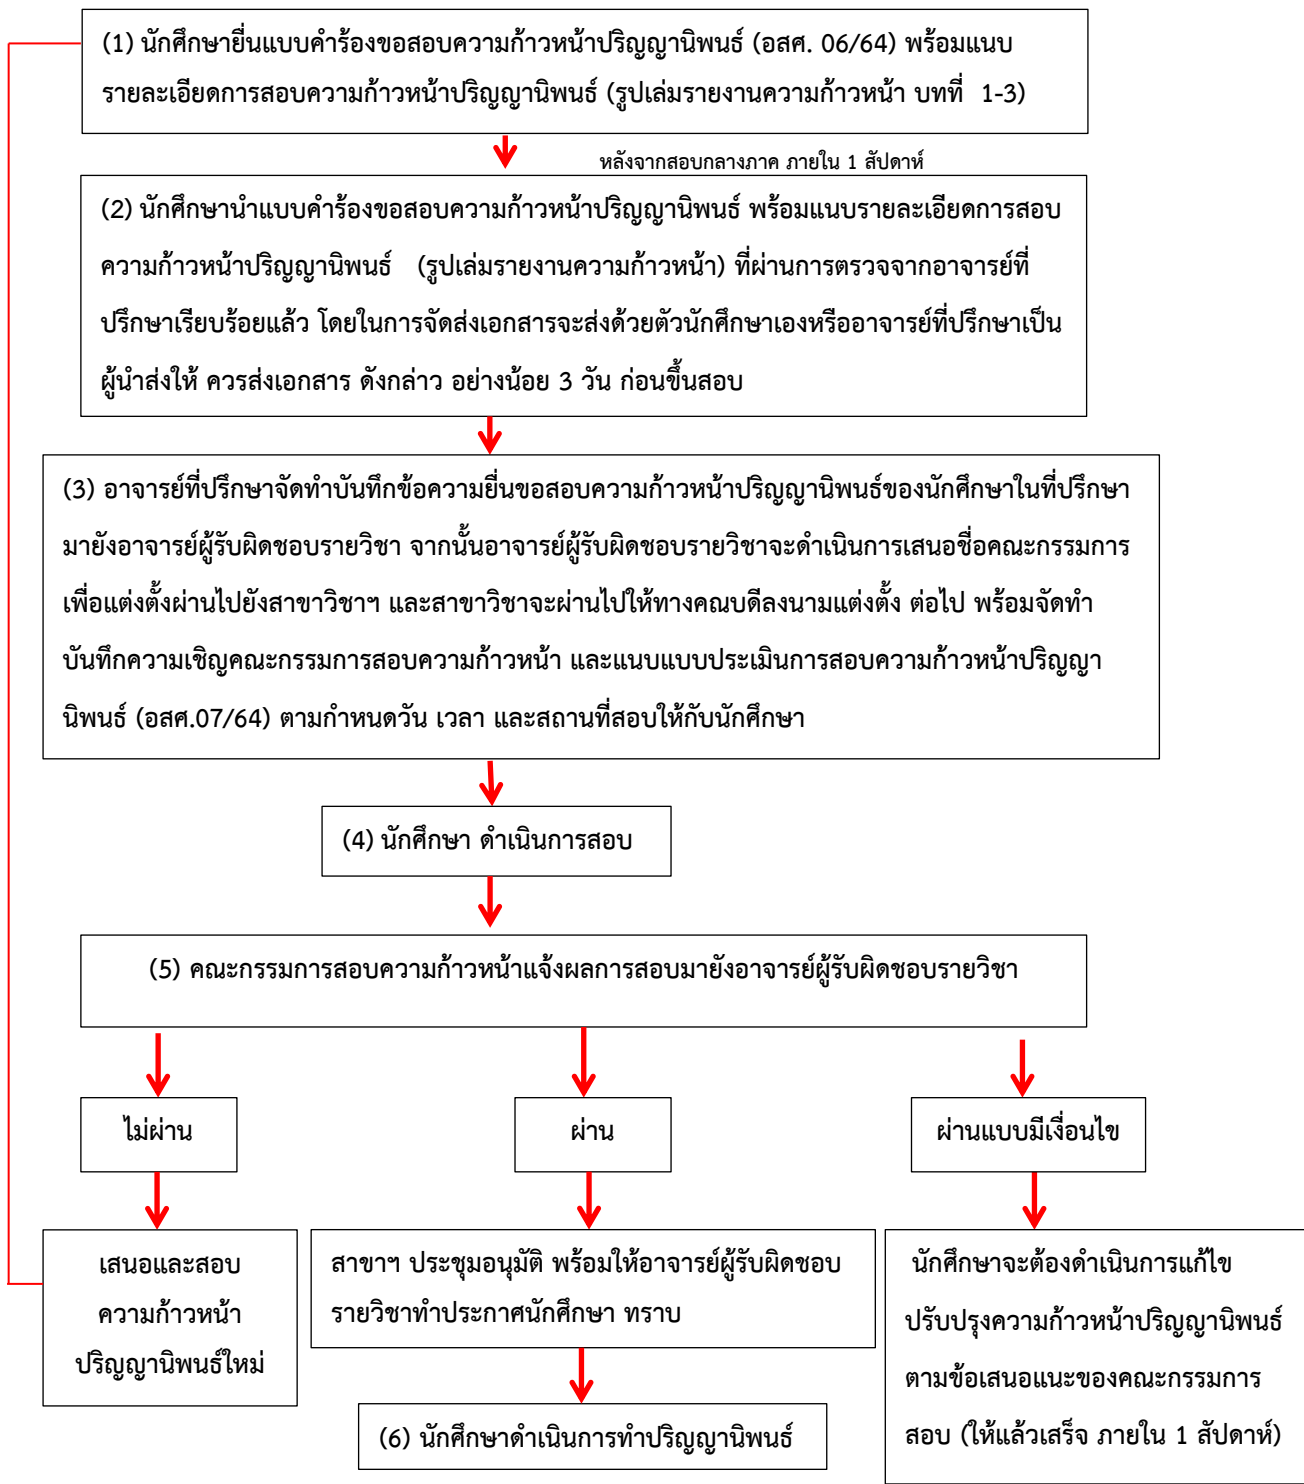 (1) นักศึกษายื่นแบบคำร้องขอสอบความก้าวหน้าปริญญานิพนธ์ (อสศ. 06/64) พร้อมแนบ
รายละเอียดการสอบความก้าวหน้าปริญญานิพนธ์ (รูปเล่มรายงานความก้าวหน้า บทที่ 1-3)
หลังจากสอบกลางภาค ภายใน 1 สัปดาห์
(2) นักศึกษานำแบบคำร้องขอสอบความก้าวหน้าปริญญานิพนธ์ พร้อมแนบรายละเอียดการสอบ
ความก้าวหน้าปริญญานิพนธ์ (รูปเล่มรายงานความก้าวหน้า) ที่ผ่านการตรวจจากอาจารย์ที่
ปรึกษาเรียบร้อยแล้ว โดยในการจัดส่งเอกสารจะส่งด้วยตัวนักศึกษาเองหรืออาจารย์ที่ปรึกษาเป็น
ผู้นำส่งให้ ควรส่งเอกสาร ดังกล่าว อย่างน้อย 3 วัน ก่อนขึ้นสอบ
(3) อาจารย์ที่ปรึกษาจัดทำบันทึกข้อความยื่นขอสอบความก้าวหน้าปริญญานิพนธ์ของนักศึกษาในที่ปรึกษา
มายังอาจารย์ผู้รับผิดชอบรายวิชา จากนั้นอาจารย์ผู้รับผิดชอบรายวิชาจะดำเนินการเสนอชื่อคณะกรรมการ
เพื่อแต่งตั้งผ่านไปยังสาขาวิชาฯ และสาขาวิชาจะผ่านไปให้ทางคณบดีลงนามแต่งตั้ง ต่อไป พร้อมจัดทำ
บันทึกความเชิญคณะกรรมการสอบความก้าวหน้า และแนบแบบประเมินการสอบความก้าวหน้าปริญญา
นิพนธ์ (อสศ.07/64) ตามกำหนดวัน เวลา และสถานที่สอบให้กับนักศึกษา
(4) นักศึกษา ดำเนินการสอบ
(5) คณะกรรมการสอบความก้าวหน้าแจ้งผลการสอบมายังอาจารย์ผู้รับผิดชอบรายวิชา
ไม่ผ่าน
ผ่าน
ผ่านแบบมีเงื่อนไข
เสนอและสอบ
ความก้าวหน้า
ปริญญานิพนธ์ใหม่
สาขาฯ ประชุมอนุมัติ พร้อมให้อาจารย์ผู้รับผิดชอบ
รายวิชาทำประกาศนักศึกษา ทราบ
นักศึกษาจะต้องดำเนินการแก้ไข
ปรับปรุงความก้าวหน้าปริญญานิพนธ์
ตามข้อเสนอแนะของคณะกรรมการ
สอบ (ให้แล้วเสร็จ ภายใน 1 สัปดาห์)
(6) นักศึกษาดำเนินการทำปริญญานิพนธ์